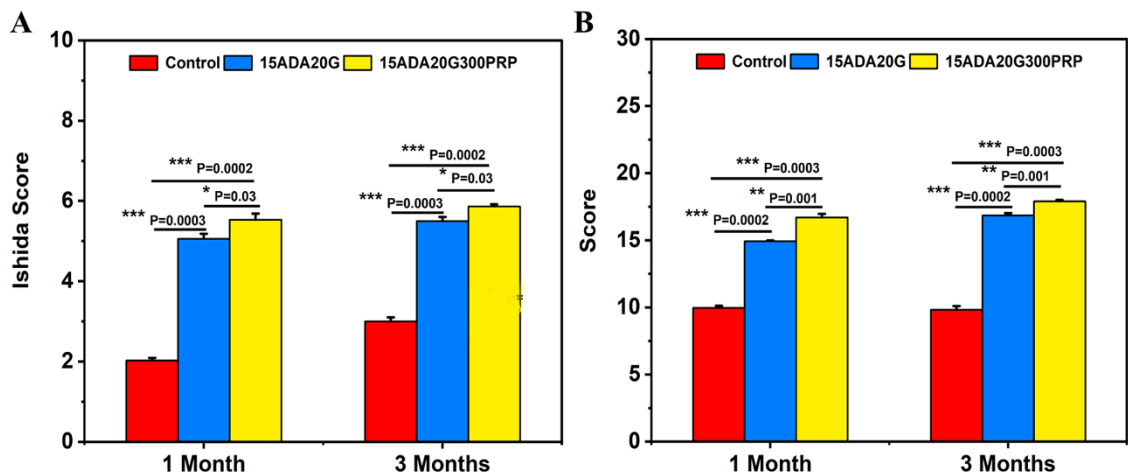 A
Ishida Score
10
8
6
4
2
0
Control 15ADA20G 15ADA20G300PRP
*** P=0.0002
* P=0.03
*** P=0.0003
*** P=0.0002
* P=0.03
*** P=0.0003
1 Month 3 Months
B
Score
30
25
20
15
10
5
0
Control 15ADA20G 15ADA20G300PRP
*** P=0.0003
** P=0.001
*** P=0.0002
*** P=0.0003
** P=0.001
*** P=0.0002
1 Month 3 Months